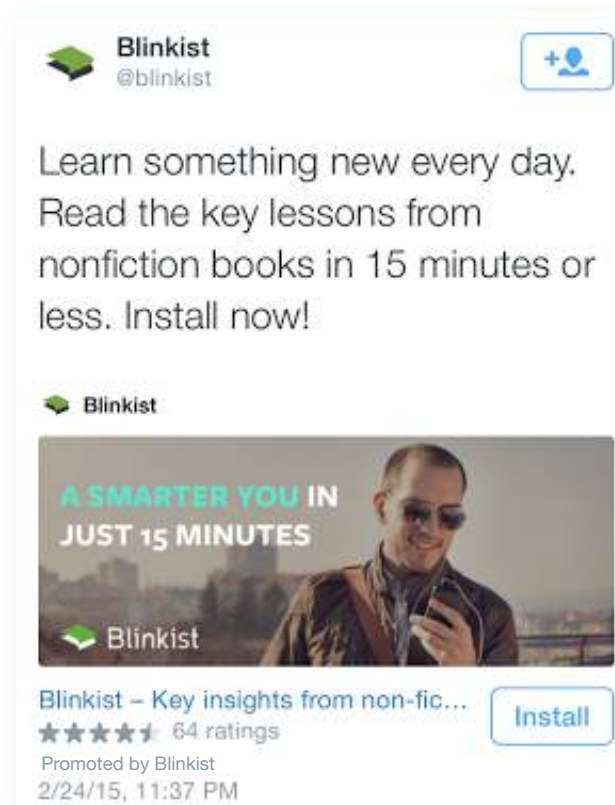 Blinkist
@blinkist
Learn something new every day.
Read the key lessons from
nonfiction books in 15 minutes or
less. Install now!
Blinkist
A SMARTER YOU IN
JUST 15 MINUTES
Blinkist
Blinkist – Key insights from non-fic...
64 ratings
Install
Promoted by Blinkist
2/24/15, 11:37 PM